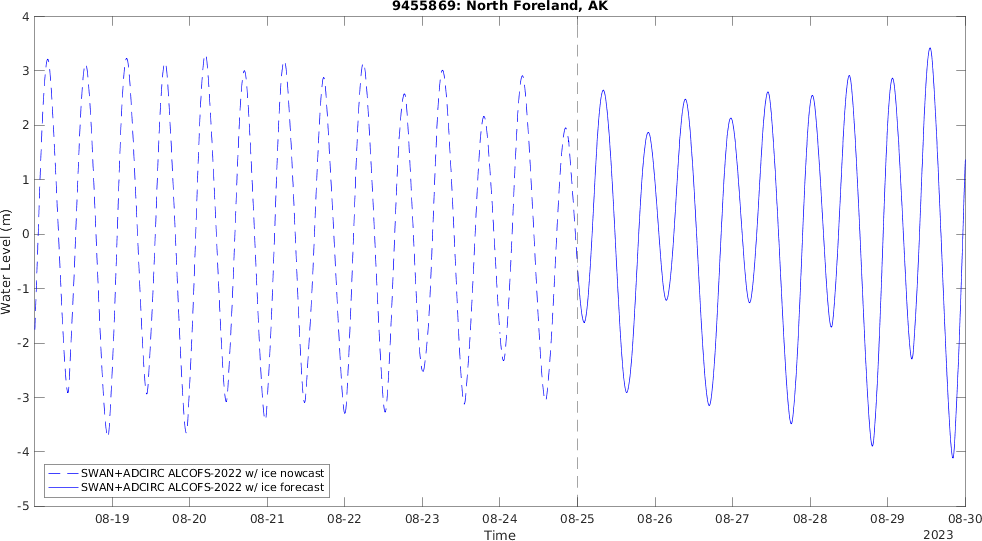 9455869: North Foreland, AK
4
3
2
1
0
-1
-2
-3
-4
-5
Water Level (m)
SWAN+ADCIRC ALCOFS-2022 w/ ice nowcast
SWAN+ADCIRC ALCOFS-2022 w/ ice forecast
08-19 08-20 08-21 08-22 08-23 08-24 08-25 08-26 08-27 08-28 08-29 08-30
Time
2023